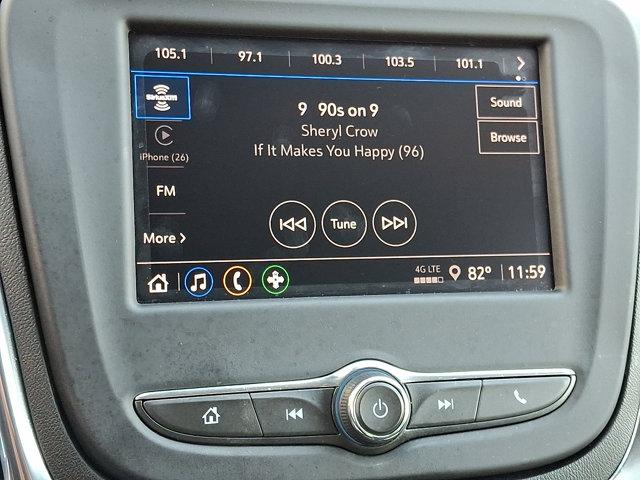 105.1 97.1 100.3 103.5 101.1
SiriusXM
9 90s on 9
Sound
Sheryl Crow
Browse
iPhone (26)
If It Makes You Happy (96)
FM
Tune
More
4G LTE
82° 11:59